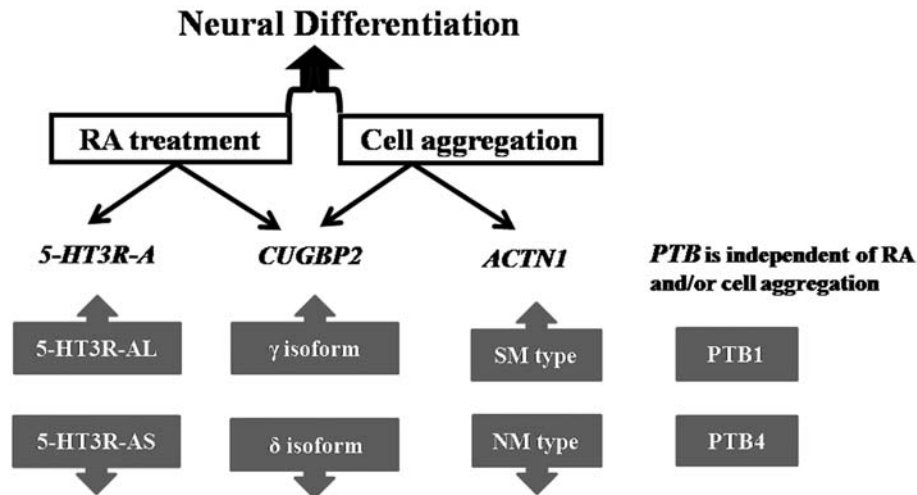 Neural Differentiation
RA treatment
Cell aggregation
5-HT3R-A
CUGBP2
ACTN1
PTB is independent of RA
and/or cell aggregation
5-HT3R-AL
γ isoform
SM type
PTB1
5-HT3R-AS
δ isoform
NM type
PTB4